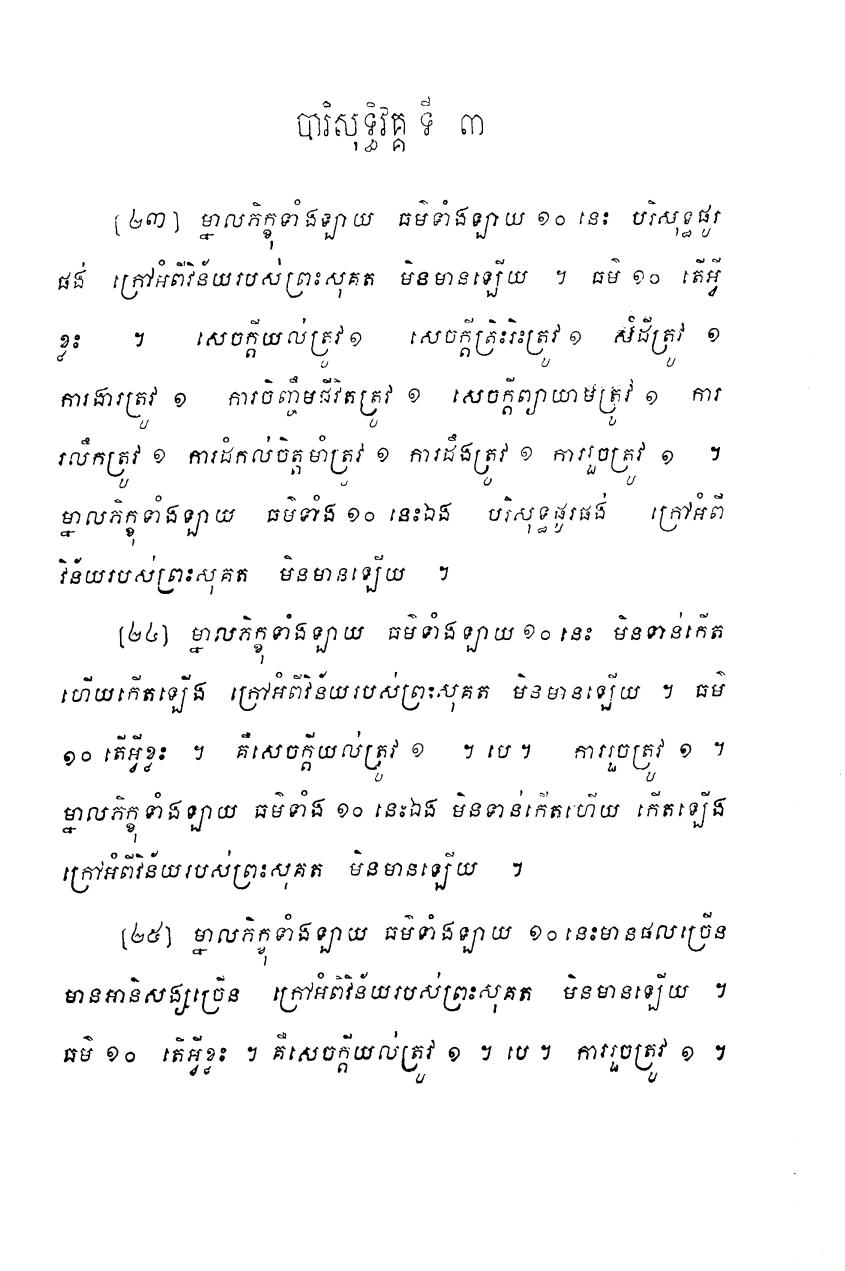 បារិសុទ្ធិវគ្គ ទី ៣
[២៣] ម្នាលភិក្ខុទាំងឡាយ ធម៌ទាំងឡាយ ១០ នេះ បរិសុទ្ធផូរ
ផង់ ក្រៅអំពីវិន័យរបស់ព្រះសុគត មិនមានឡើយ ។ ធម៌ ១០ តើអ្វី
ខ្លះ ។ សេចក្តីយល់ត្រូវ ១ សេចក្តីត្រិះរិះត្រូវ ១ សំដីត្រូវ ១
ការងារត្រូវ ១ ការចិញ្ចឹមជីវិតត្រូវ ១ សេចក្តីព្យាយាមត្រូវ ១ ការ
រលឹកត្រូវ ១ ការដំកល់ចិត្តមាំត្រូវ ១ ការដឹងត្រូវ ១ ការរួចត្រូវ ១ ។
ម្នាលភិក្ខុទាំងឡាយ ធម៌ទាំង ១០ នេះឯង បរិសុទ្ធផូរផង់ ក្រៅអំពី
វិន័យរបស់ព្រះសុគត មិនមានឡើយ ។
[២៤] ម្នាលភិក្ខុទាំងឡាយ ធម៌ទាំងឡាយ ១០ នេះ មិនទាន់កើត
ហើយកើតឡើង ក្រៅអំពីវិន័យរបស់ព្រះសុគត មិនមានឡើយ ។ ធម៌
១០ តើអ្វីខ្លះ ។ គឺសេចក្តីយល់ត្រូវ ១ ។ បេ ។ ការរួចត្រូវ ១ ។
ម្នាលភិក្ខុទាំងឡាយ ធម៌ទាំង ១០ នេះឯង មិនទាន់កើតហើយ កើតឡើង
ក្រៅអំពីវិន័យរបស់ព្រះសុគត មិនមានឡើយ ។
[២៥] ម្នាលភិក្ខុទាំងឡាយ ធម៌ទាំងឡាយ ១០ នេះមានផលច្រើន
មានអានិសង្សច្រើន ក្រៅអំពីវិន័យរបស់ព្រះសុគត មិនមានឡើយ ។
ធម៌ ១០ តើអ្វីខ្លះ ។ គឺសេចក្តីយល់ត្រូវ ១ ។ បេ ។ ការរួចត្រូវ ១ ។